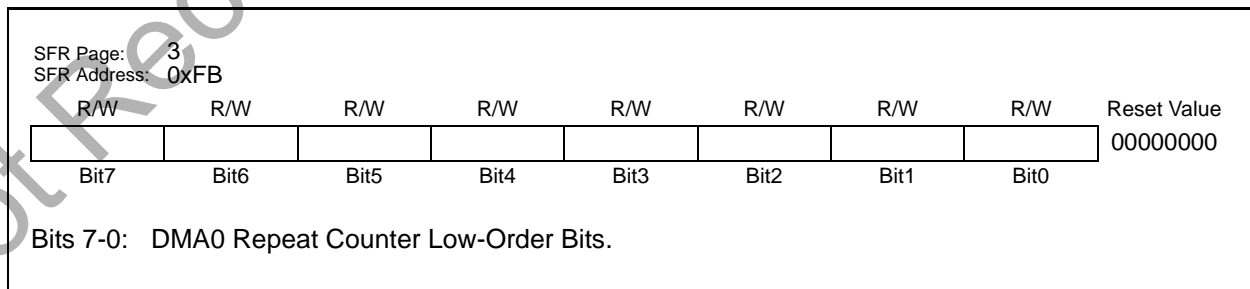 SFR Page: 3
SFR Address: 0xFB
R/W R/W R/W R/W R/W R/W R/W R/W Reset Value
00000000
Bit7 Bit6 Bit5 Bit4 Bit3 Bit2 Bit1 Bit0
Bits 7-0: DMA0 Repeat Counter Low-Order Bits.